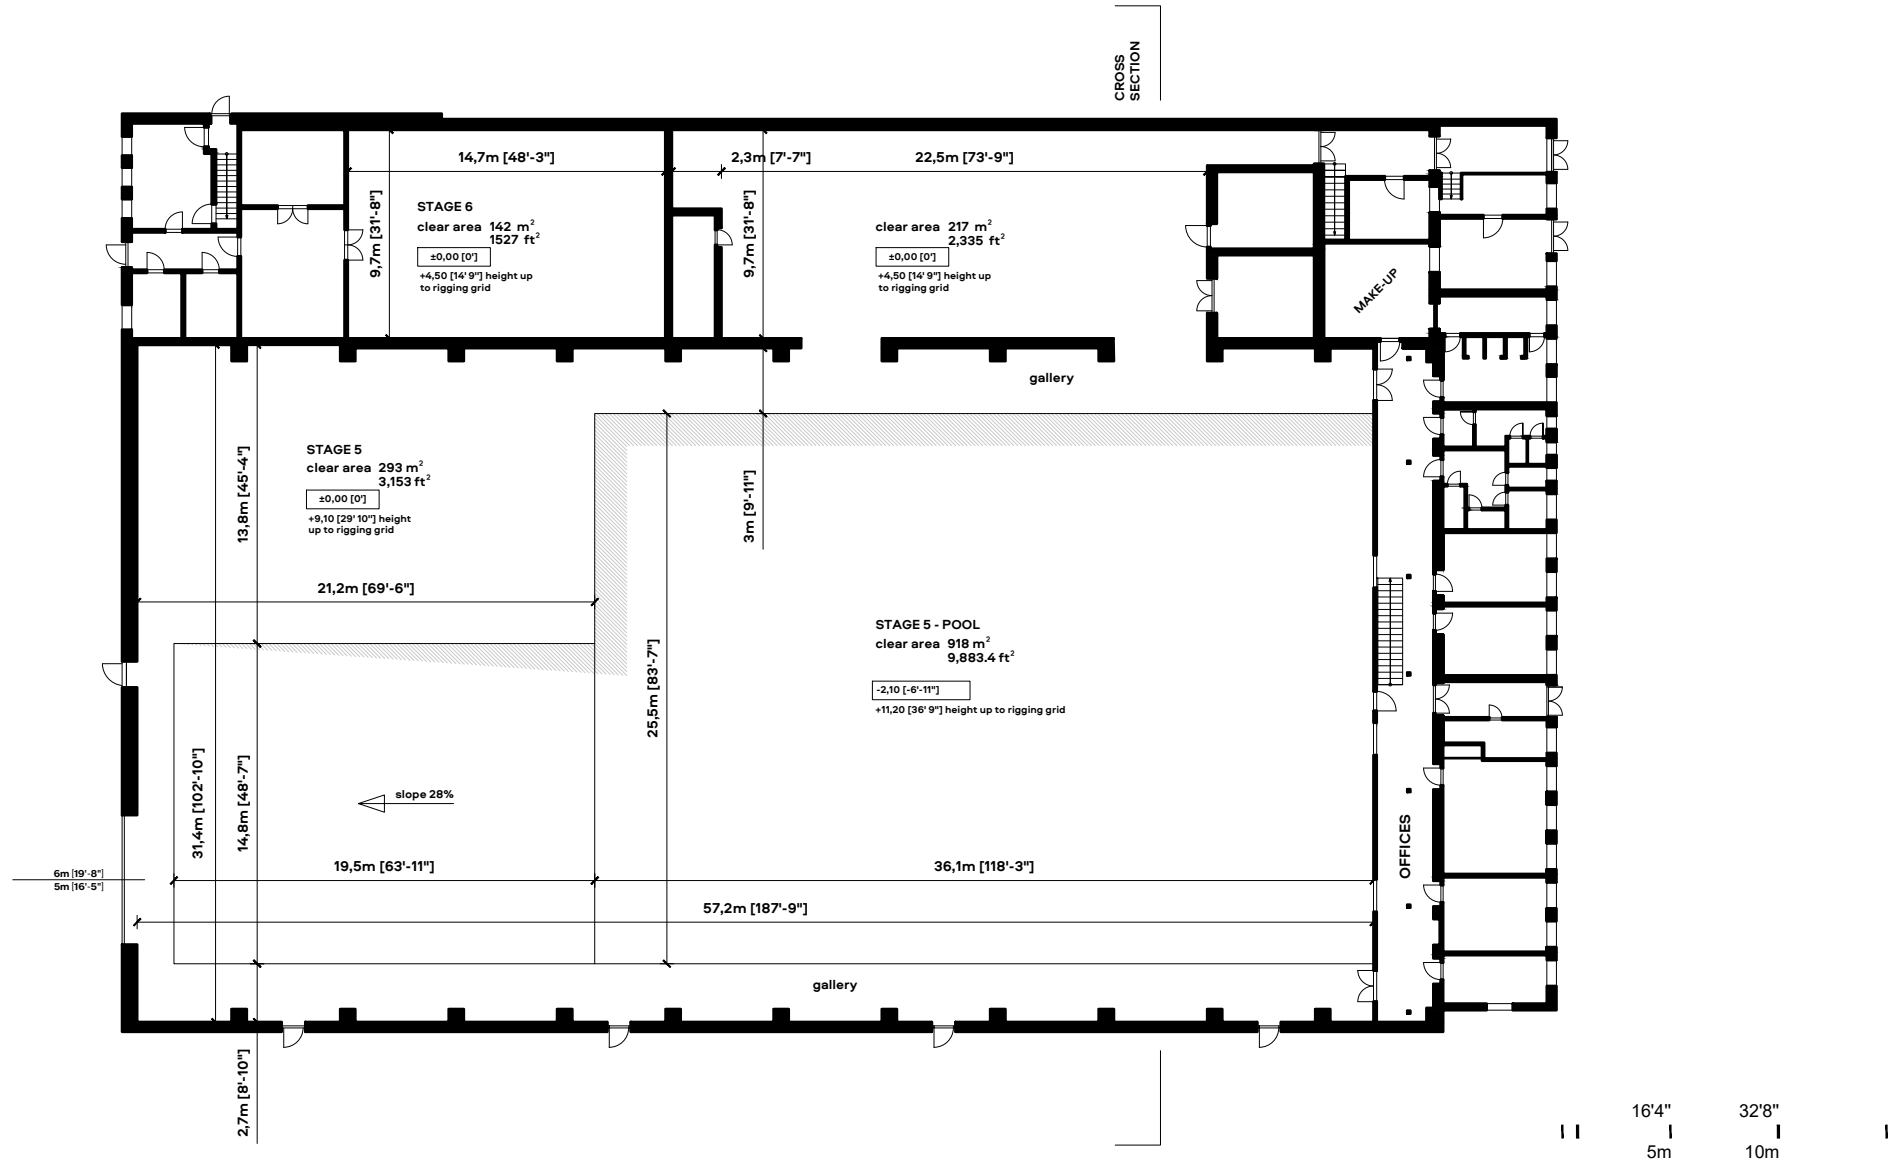 CROSS
SECTION
14,7m [48'-3"]
2,3m [7'-7"]
22,5m [73'-9"]
9,7m [31'-8"]
STAGE 6
clear area 142 m²
1527 ft²
±0,00 [0']
+4,50 [14' 9"] height up
to rigging grid
9,7m [31'-8"]
clear area 217 m²
2,335 ft²
±0,00 [0']
+4,50 [14' 9"] height up
to rigging grid
MAKE-UP
gallery
STAGE 5
clear area 293 m²
3,153 ft²
±0,00 [0']
+9,10 [29' 10"] height
up to rigging grid
13,8m [45'-4"]
3m [9'-11"]
21,2m [69'-6"]
STAGE 5 - POOL
clear area 918 m²
9,883.4 ft²
-2,10 [-6'-11"]
+11,20 [36' 9"] height up to rigging grid
25,5m [83'-7"]
31,4m [102'-10"]
14,8m [48'-7"]
slope 28%
OFFICES
6m [19'-8"]
5m [16'-5"]
19,5m [63'-11"]
36,1m [118'-3"]
57,2m [187'-9"]
gallery
2,7m [8'-10"]
16'4"
32'8"
5m
10m